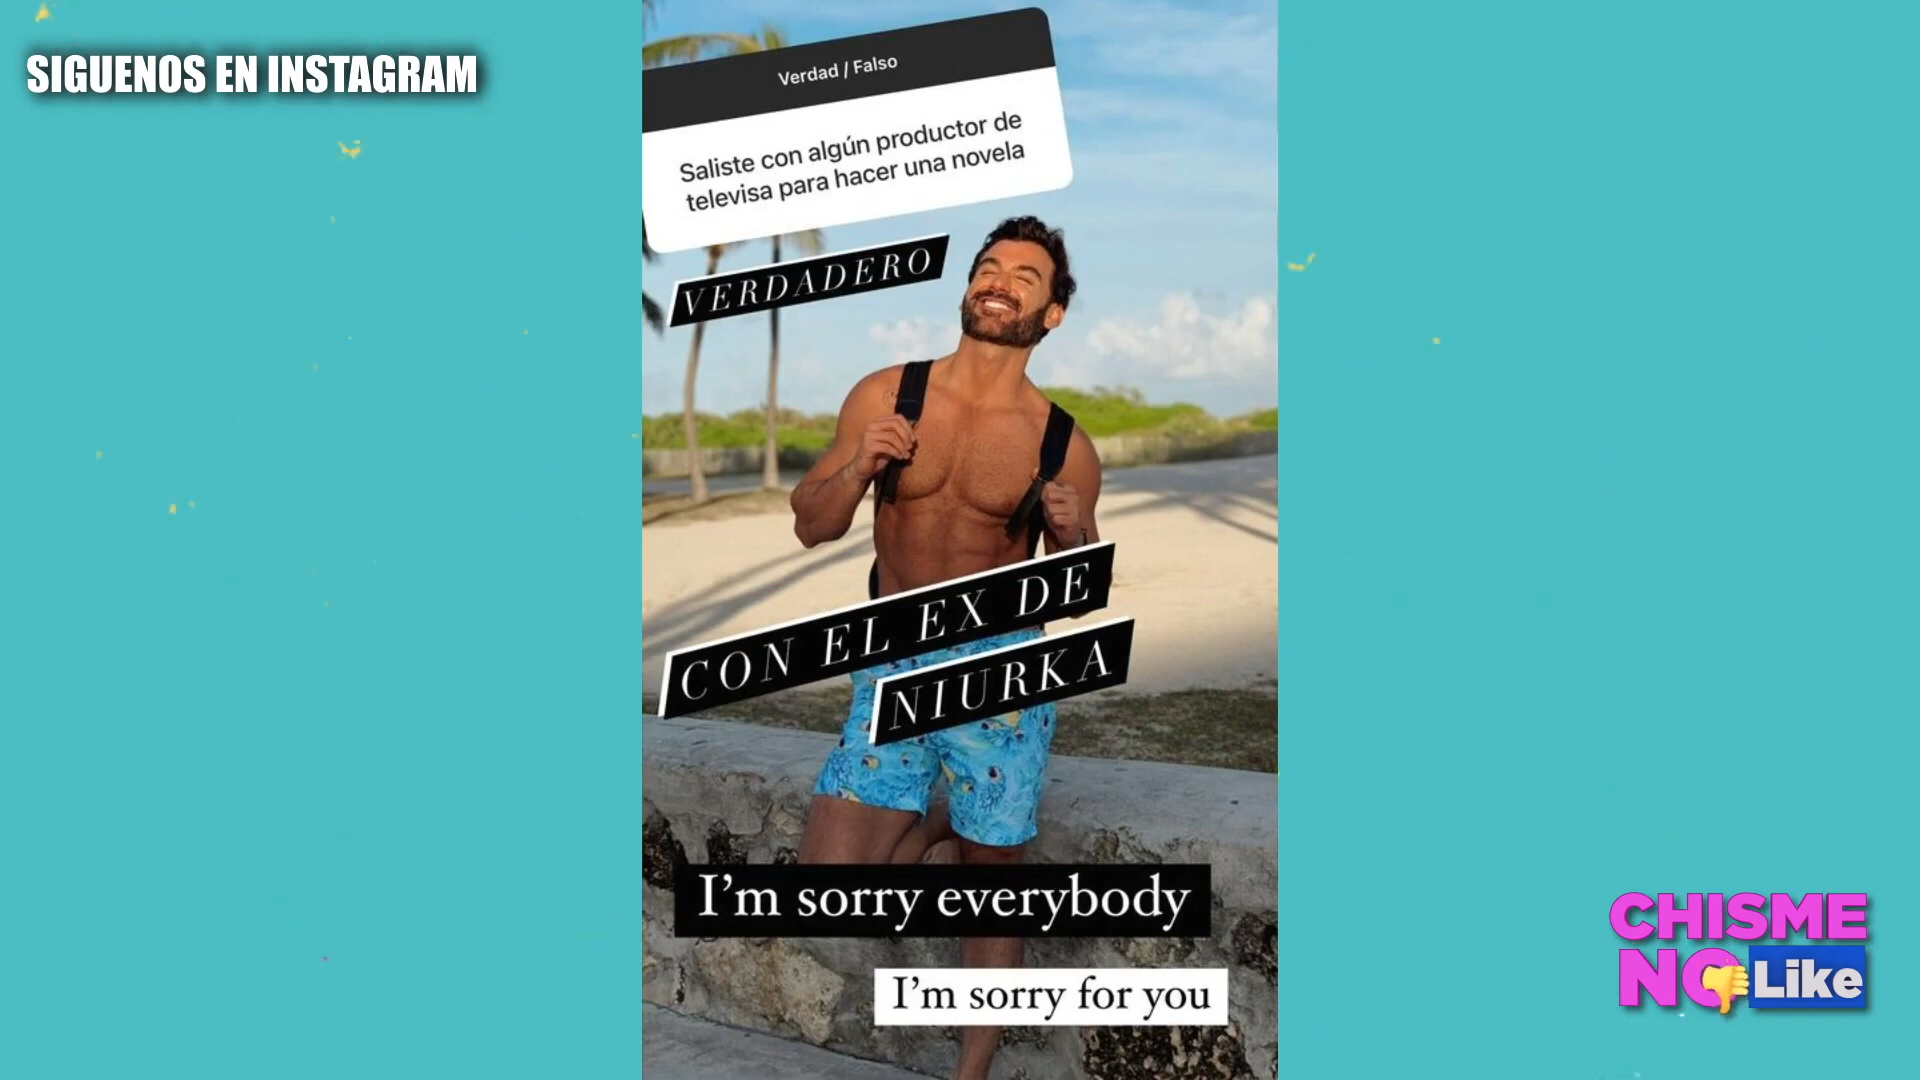 SIGUENOS EN INSTAGRAM
Verdad / Falso
Saliste con algún productor de
televisa para hacer una novela
VERDADERO
CON EL EX DE
NIURKA
I'm sorry everybody
I'm sorry for you
CHISME
NO Like